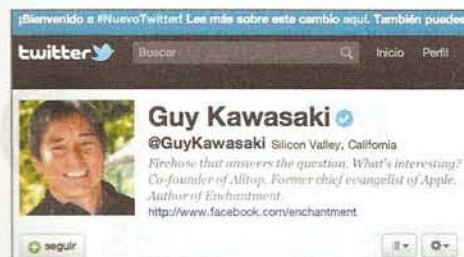 ¡Bienvenido a #NuevoTwitter! Lee más sobre este cambio aquí. También puedes
twitter Buscar Inicio Perfil
Guy Kawasaki
@GuyKawasaki Silicon Valley, California
Firehose that answers the question. What's interesting?
Co-founder of Alltop. Former chief evangelist of Apple.
Author of Enchantment.
http://www.facebook.com/enchantment
seguir